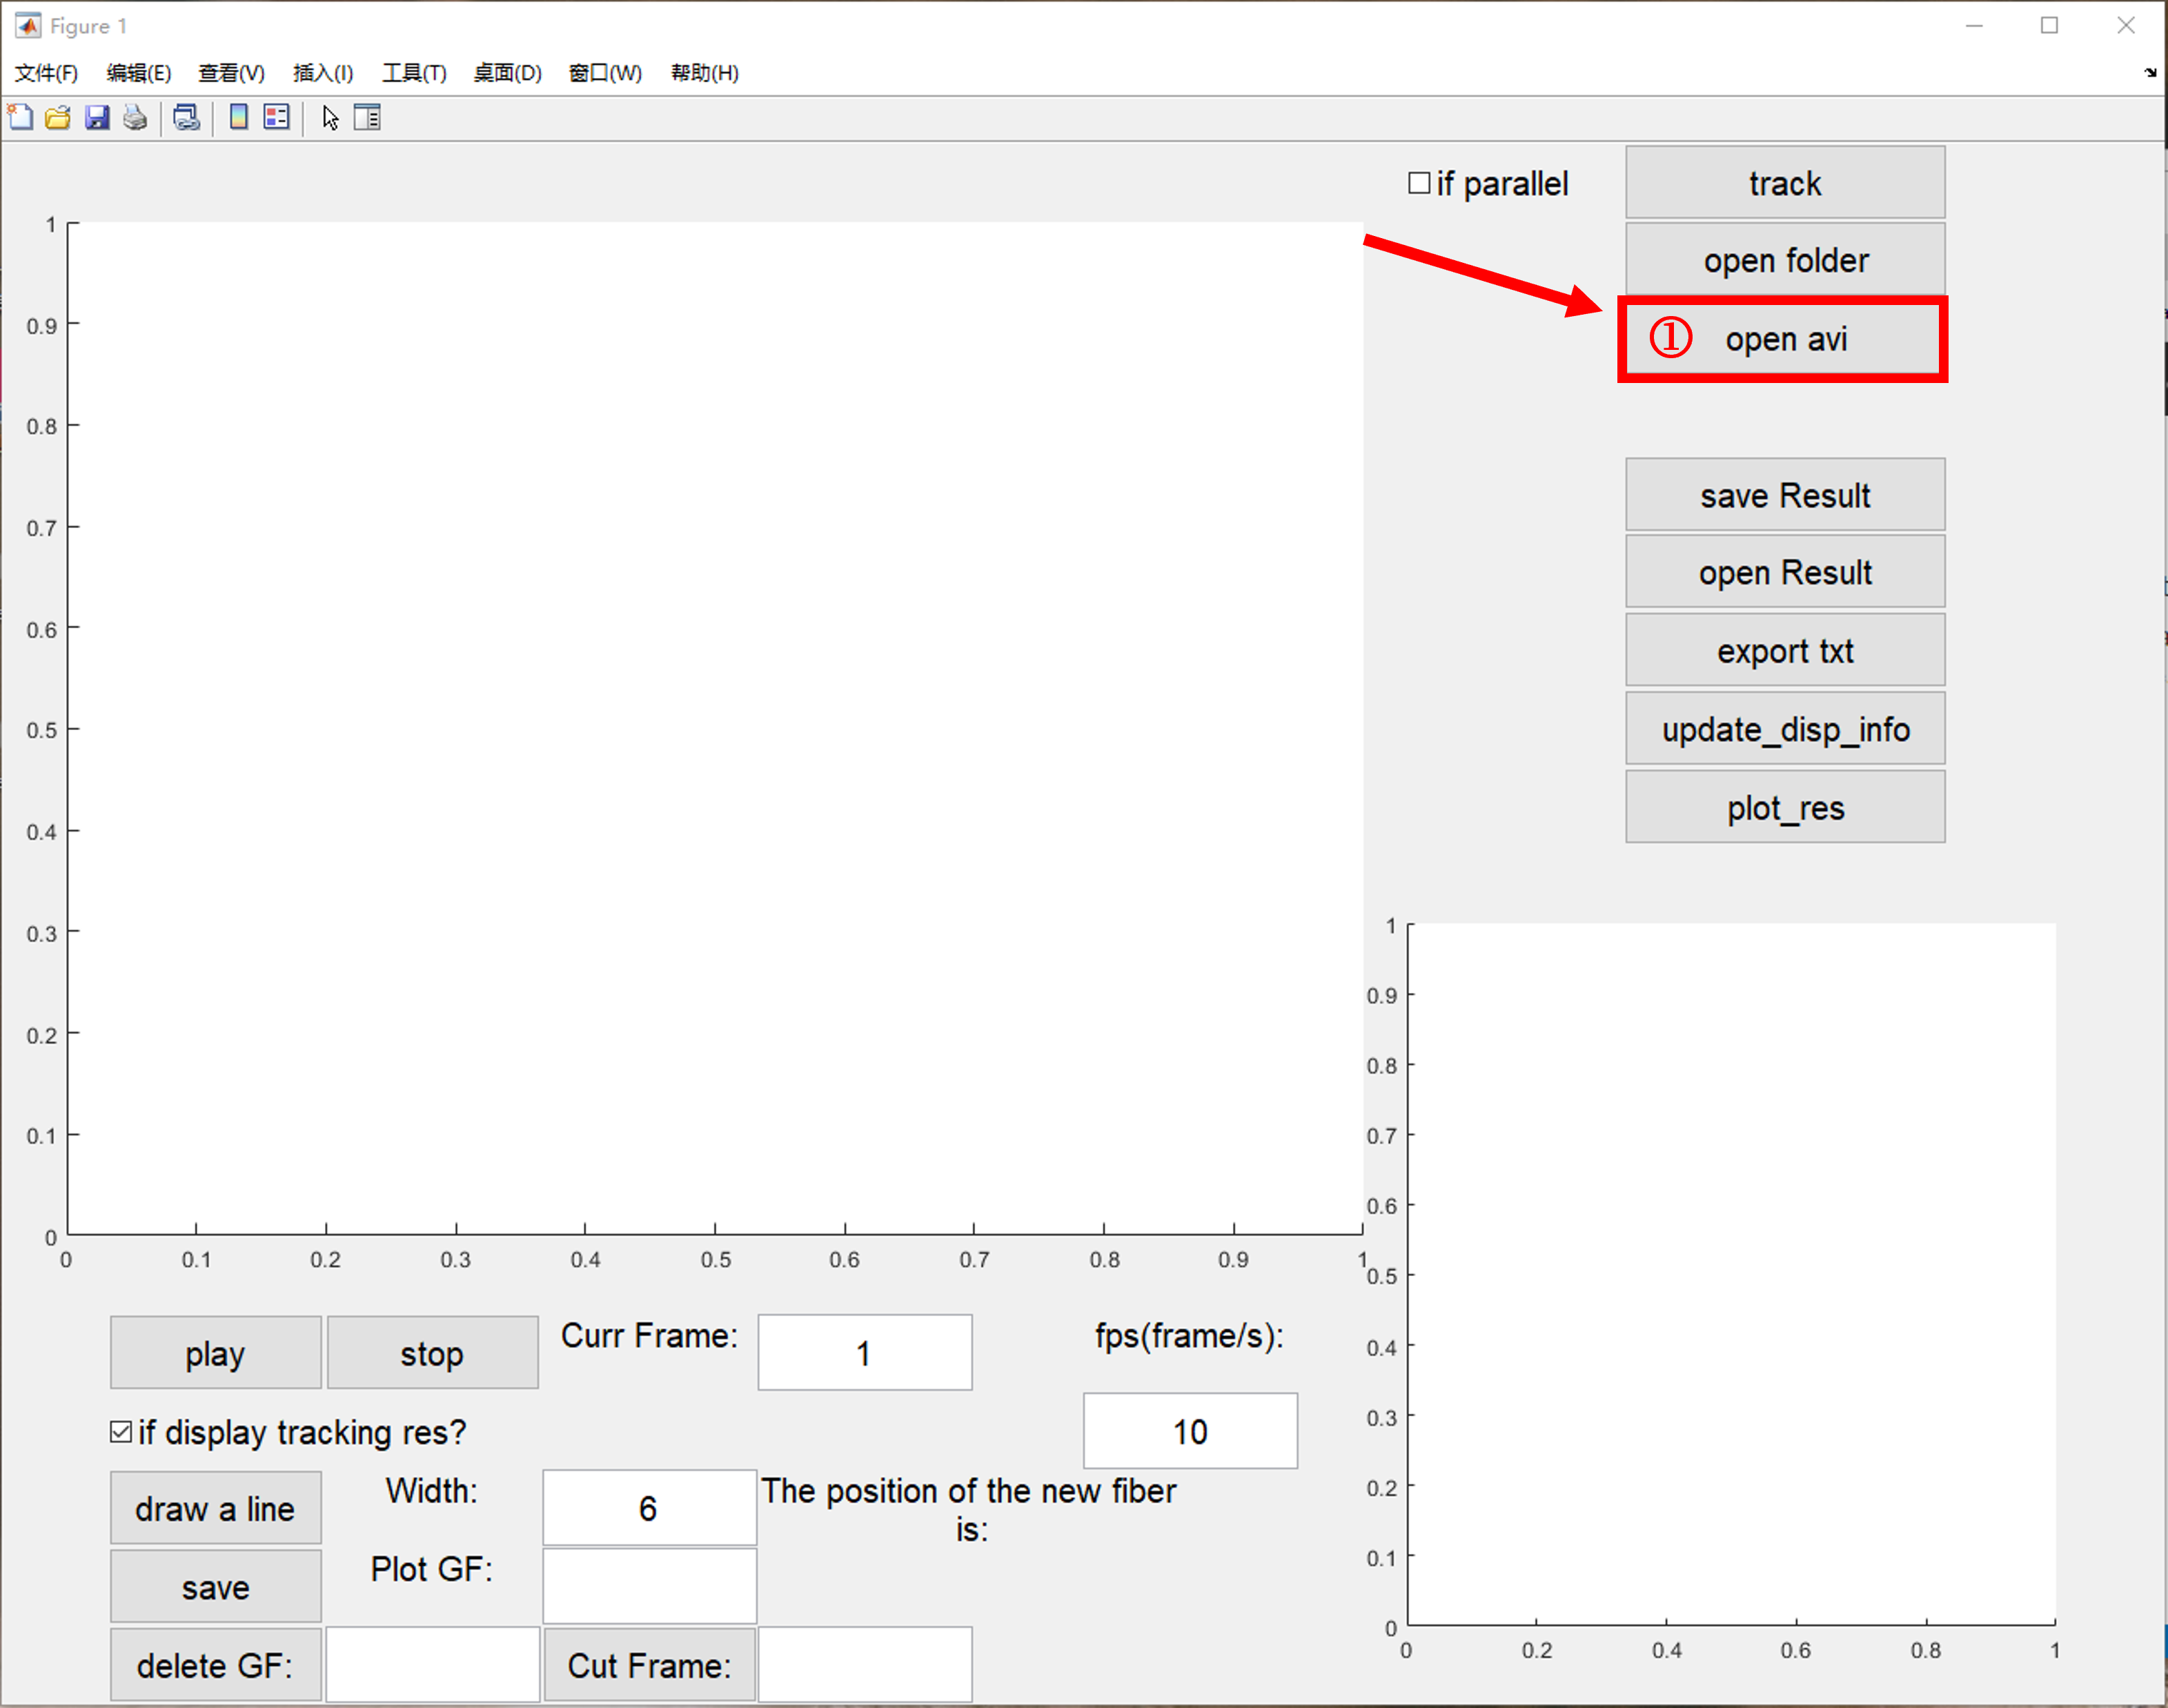 Figure 1
文件(F) 编辑(E) 查看(V) 插入(I) 工具(T) 桌面(D) 窗口(W) 帮助(H)
if parallel
track
open folder
① open avi
save Result
open Result
export txt
update_disp_info
plot_res
1
0.9
0.8
0.7
0.6
0.5
0.4
0.3
0.2
0.1
0
0 0.1 0.2 0.3 0.4 0.5 0.6 0.7 0.8 0.9 1
1
0.9
0.8
0.7
0.6
0.5
0.4
0.3
0.2
0.1
0
0 0.2 0.4 0.6 0.8 1
play stop Curr Frame: 1 fps(frame/s):
10
if display tracking res?
draw a line Width: 6 The position of the new fiber
is:
save Plot GF:
delete GF: Cut Frame: